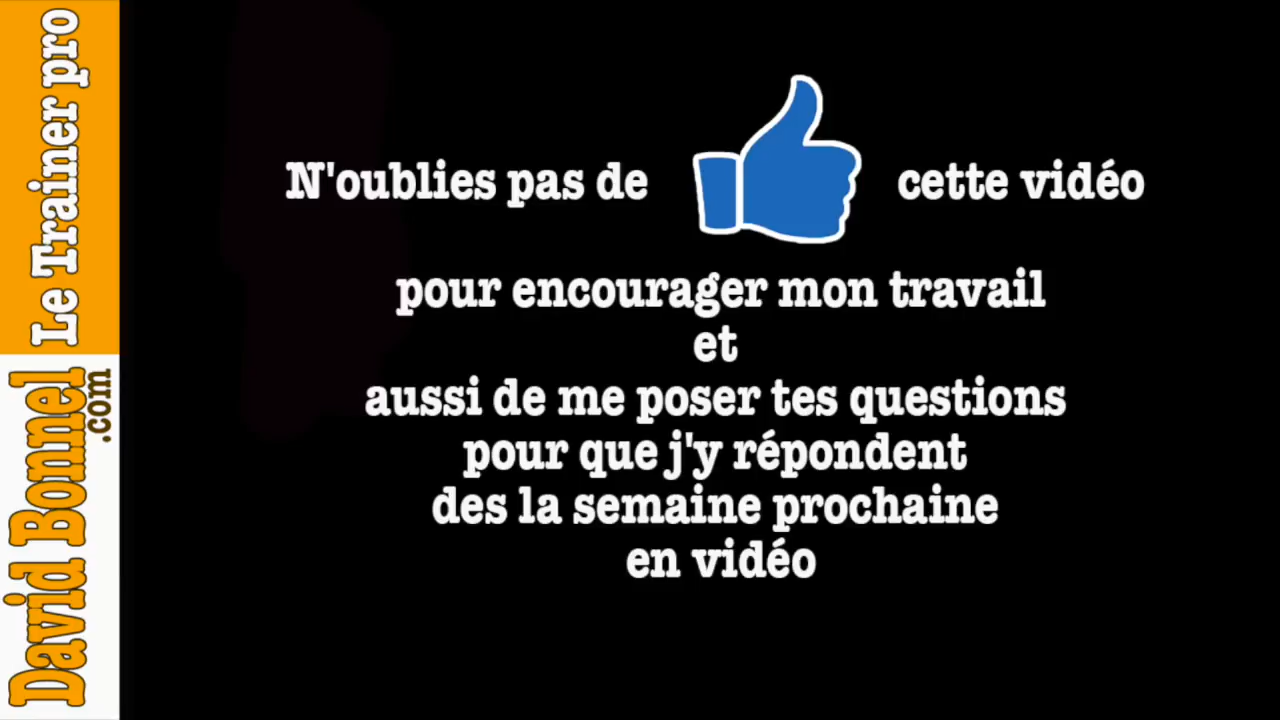 Le Trainer pro
David Bonnel
.com
N'oublies pas de cette vidéo
pour encourager mon travail
et
aussi de me poser tes questions
pour que j'y répondent
des la semaine prochaine
en vidéo